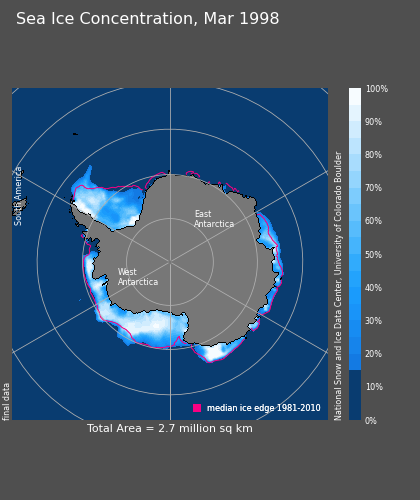 Sea Ice Concentration, Mar 1998
South America
East
Antarctica
West
Antarctica
final data
median ice edge 1981-2010
Total Area = 2.7 million sq km
National Snow and Ice Data Center, University of Colorado Boulder
100%
90%
80%
70%
60%
50%
40%
30%
20%
10%
0%